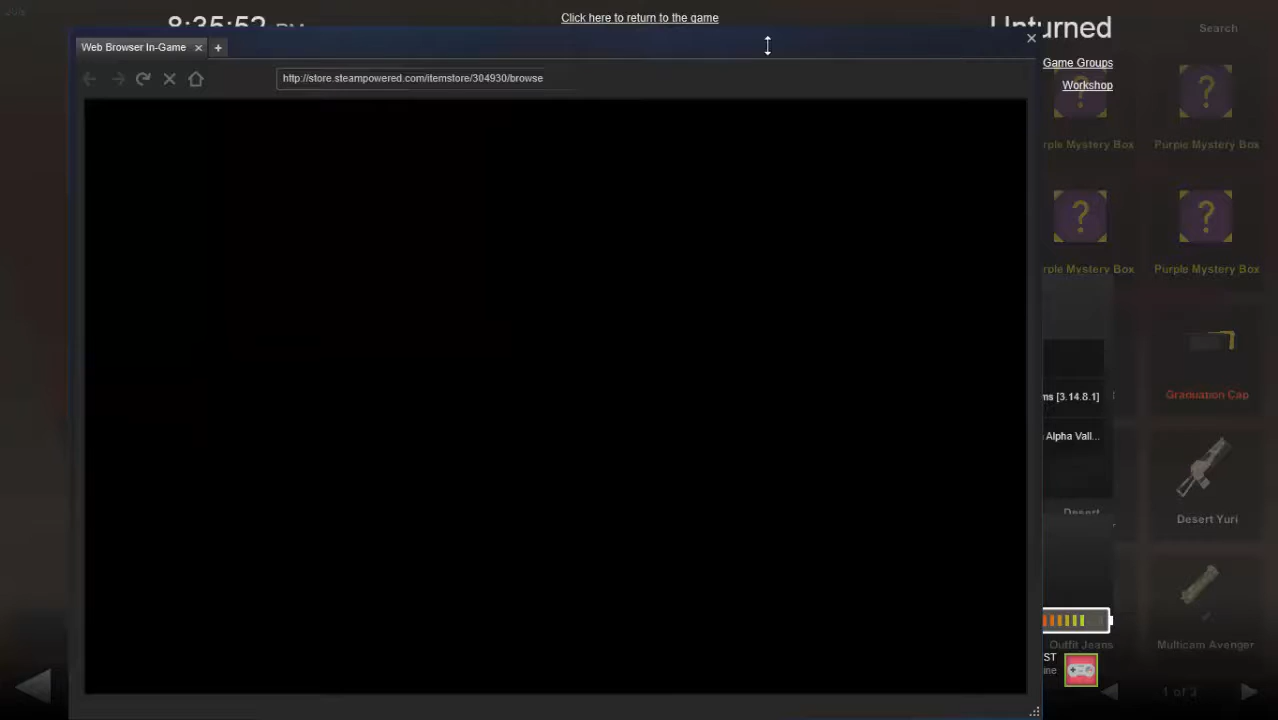 8:35:52 PM
Click here to return to the game
Unturned
Search
Web Browser In-Game
Game Groups
http://store.steampowered.com/itemstore/304930/browse
Workshop
rple Mystery Box
Purple Mystery Box
rple Mystery Box
Purple Mystery Box
ms [3.14.8.1]
Graduation Cap
Alpha Vall...
Desert
Desert Yuri
Outfit Jeans
Multicam Avenger
ST
ne
1 of 3